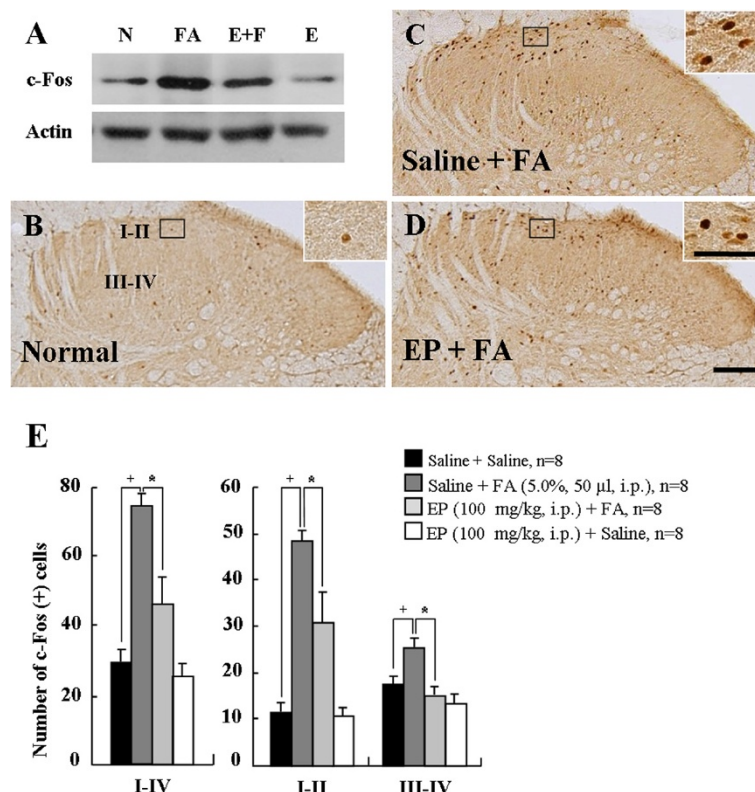 A
N FA E+F E
c-Fos
Actin
B
I-II
III-IV
Normal
C
Saline + FA
D
EP + FA
E
Saline + Saline, n=8
Saline + FA (5.0%, 50 µl, i.p.), n=8
EP (100 mg/kg, i.p.) + FA, n=8
EP (100 mg/kg, i.p.) + Saline, n=8
Number of c-Fos (+) cells
80
60
40
20
0
+ *
I-IV
60
50
40
30
20
10
0
+ *
+ *
I-II III-IV